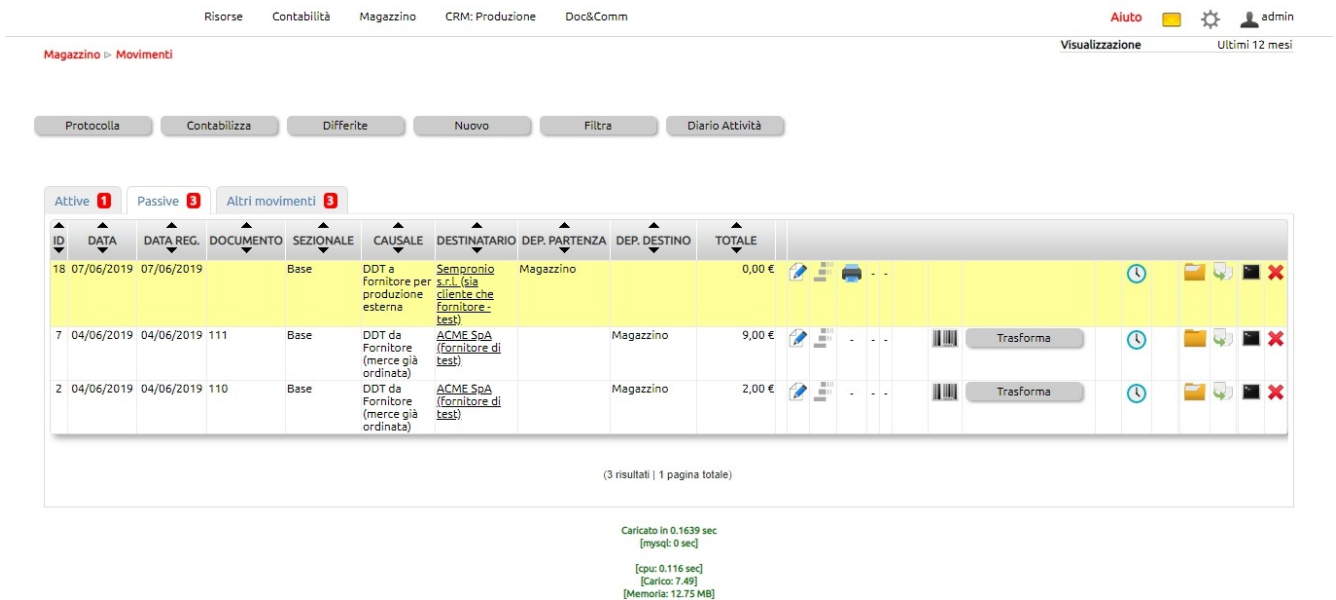 Risorse Contabilità Magazzino CRM: Produzione Doc&Comm Aiuto admin
Magazzino ▷ Movimenti Visualizzazione Ultimi 12 mesi
Protocolla Contabilizza Differite Nuovo Filtra Diario Attività
Attive 1 Passive 3 Altri movimenti 3
ID DATA DATA REG. DOCUMENTO SEZIONALE CAUSALE DESTINATARIO DEP. PARTENZA DEP. DESTINO TOTALE
18 07/06/2019 07/06/2019 Base DDT a Sempronio Magazzino 0,00 € - -
fornitore per s.r.l. (sia
produzione cliente che
esterna fornitore -
test)
7 04/06/2019 04/06/2019 111 Base DDT da ACME SpA Magazzino 9,00 € - - - Trasforma
Fornitore (fornitore di
(merce già test)
ordinata)
2 04/06/2019 04/06/2019 110 Base DDT da ACME SpA Magazzino 2,00 € - - - Trasforma
Fornitore (fornitore di
(merce già test)
ordinata)
(3 risultati | 1 pagina totale)
Caricato in 0.1639 sec
[mysql: 0 sec]
[cpu: 0.116 sec]
[Carico: 7.49]
[Memoria: 12.75 MB]